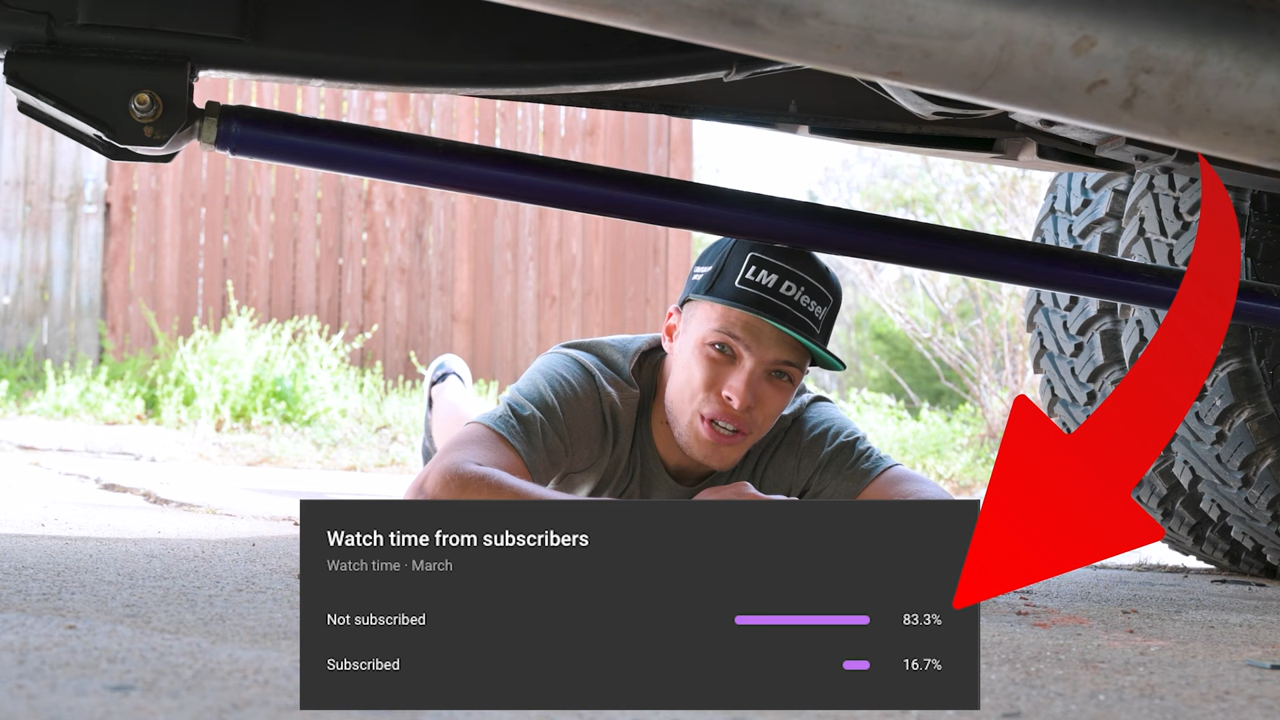 LM Diesel
Watch time from subscribers
Watch time · March
Not subscribed 83.3%
Subscribed 16.7%